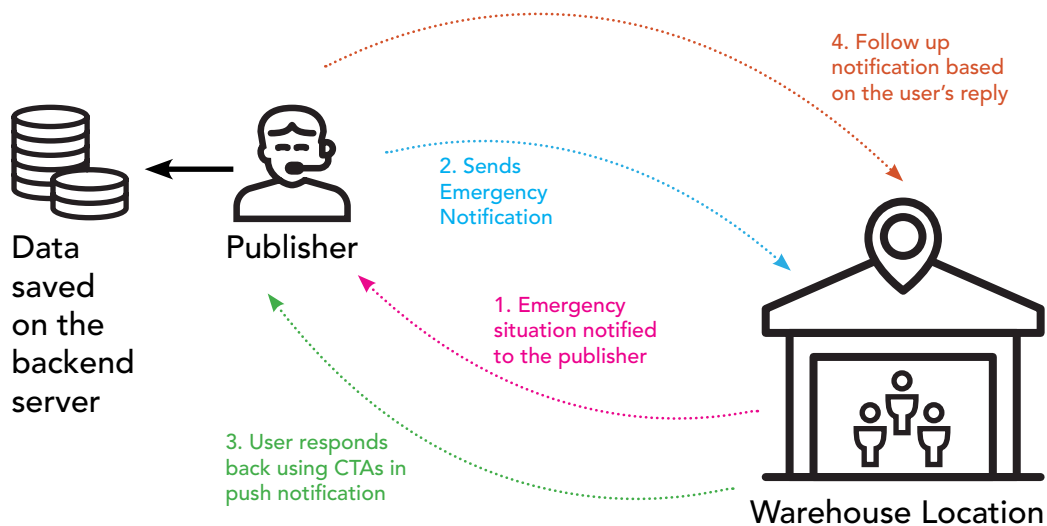 4. Follow up
notification based
on the user’s reply
2. Sends
Emergency
Notification
Data
saved
on the
backend
server
Publisher
1. Emergency
situation notified
to the publisher
3. User responds
back using CTAs in
push notification
Warehouse Location